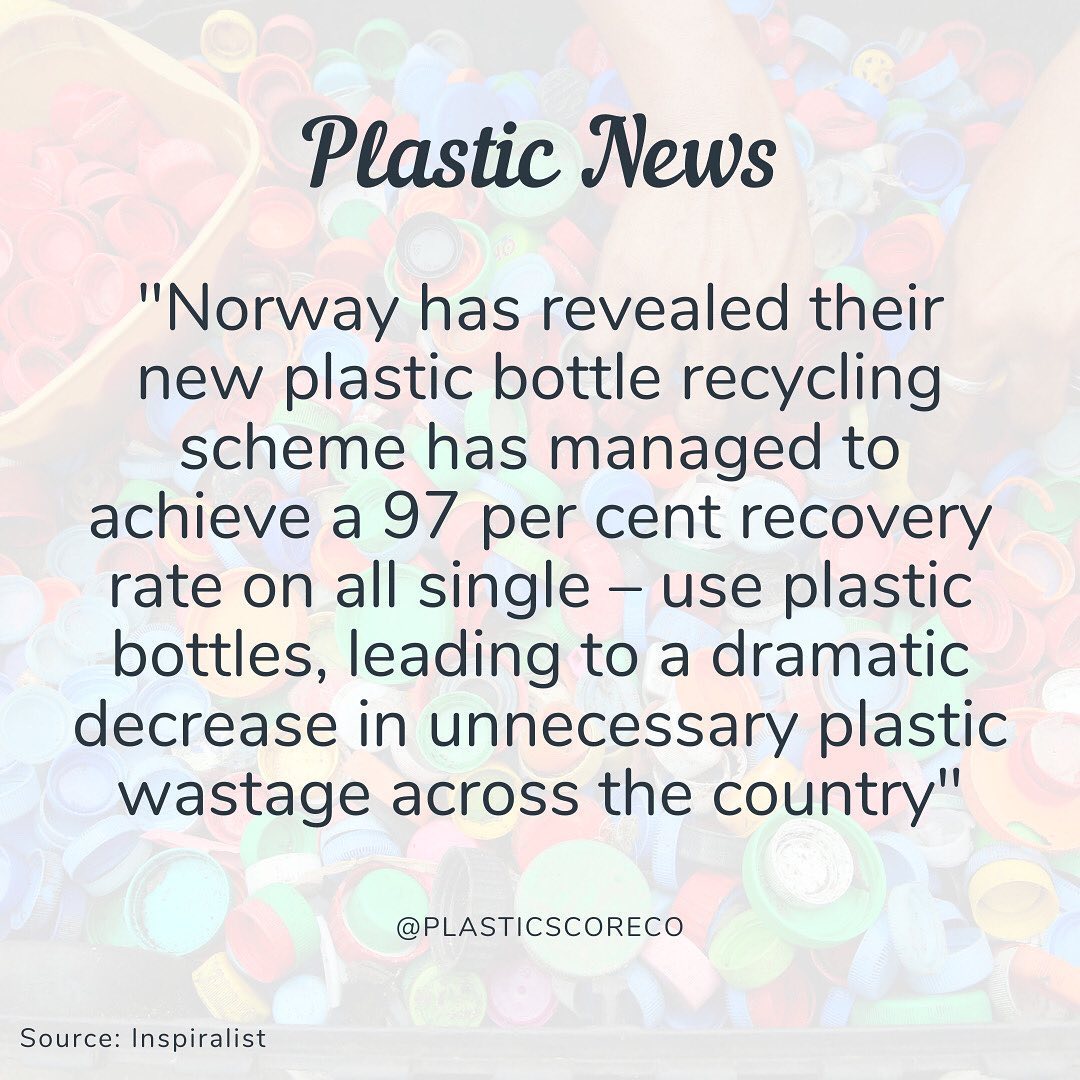 Plastic News
"Norway has revealed their
new plastic bottle recycling
scheme has managed to
achieve a 97 per cent recovery
rate on all single – use plastic
bottles, leading to a dramatic
decrease in unnecessary plastic
wastage across the country"
@PLASTICSCORECO
Source: Inspiralist